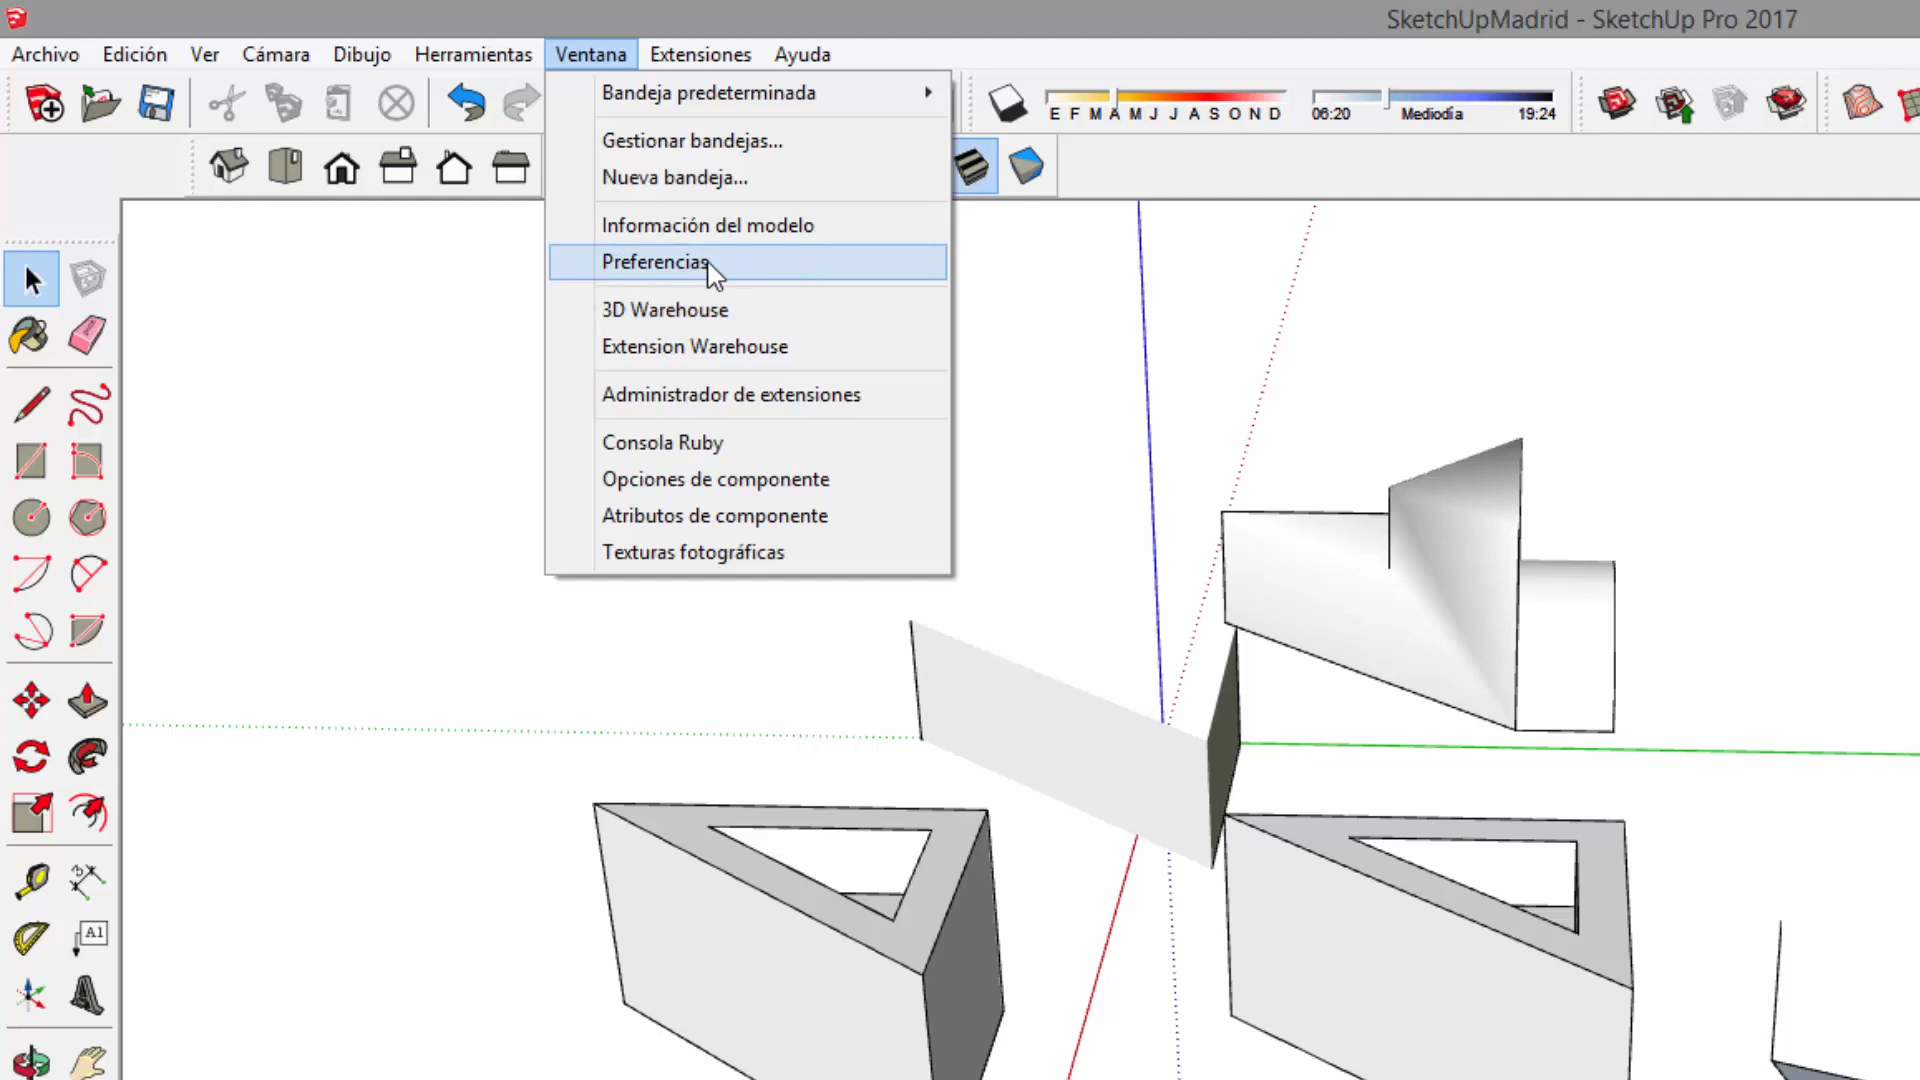 SketchUpMadrid - SketchUp Pro 2017
Archivo Edición Ver Cámara Dibujo Herramientas Ventana Extensiones Ayuda
Bandeja predeterminada
E F M A M J J A S O N D
06:20 Mediodía 19:24
Gestionar bandejas...
Nueva bandeja...
Información del modelo
Preferencias
3D Warehouse
Extension Warehouse
Administrador de extensiones
Consola Ruby
Opciones de componente
Atributos de componente
Texturas fotográficas
3
A1